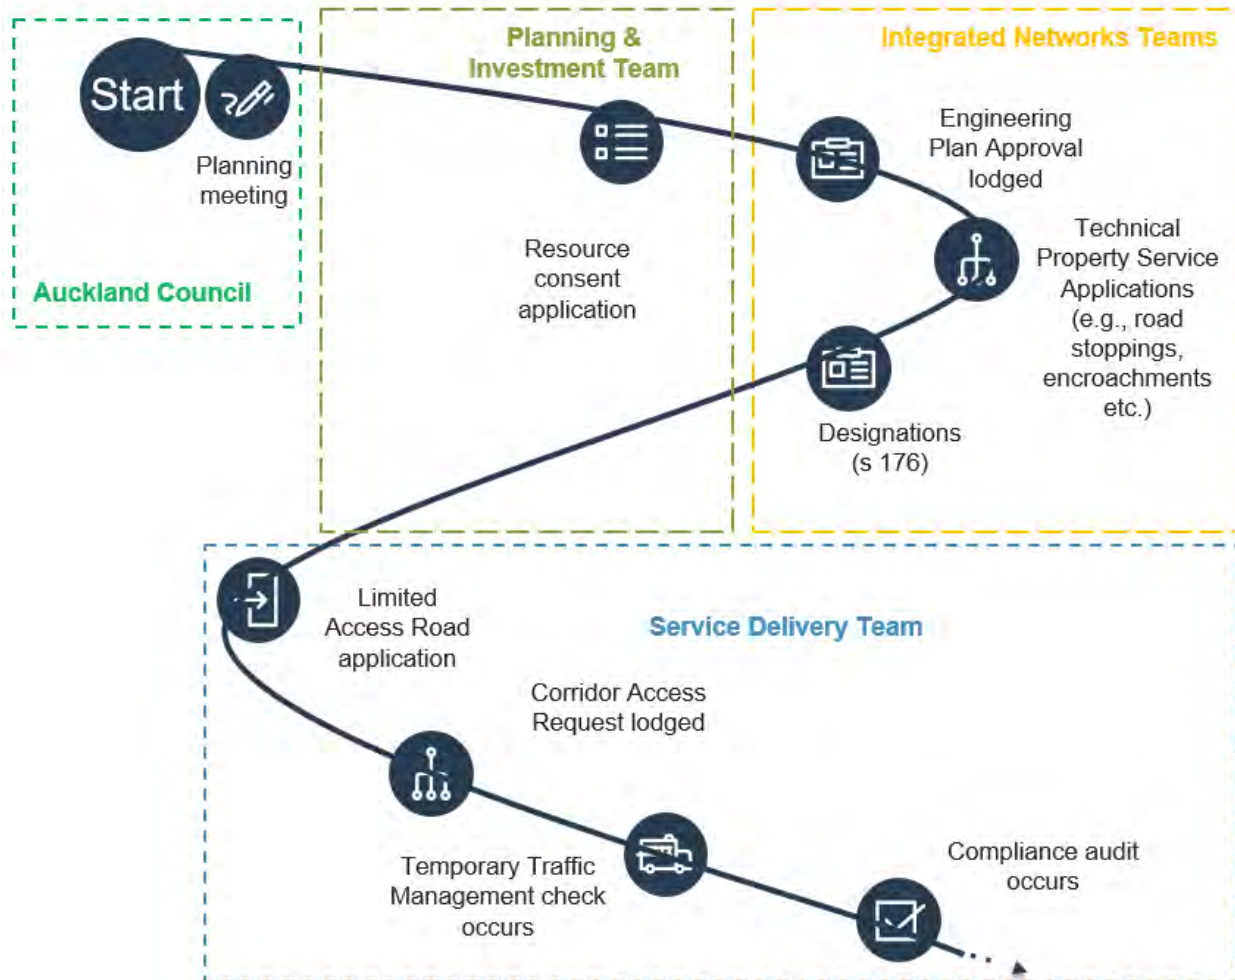 Start
Planning
meeting
Auckland Council
Planning &
Investment Team
Resource
consent
application
Integrated Networks Teams
Engineering
Plan Approval
lodged
Technical
Property Service
Applications
(e.g., road
stoppings,
encroachments
etc.)
Designations
(s 176)
Service Delivery Team
Limited
Access Road
application
Corridor Access
Request lodged
Temporary Traffic
Management check
occurs
Compliance audit
occurs